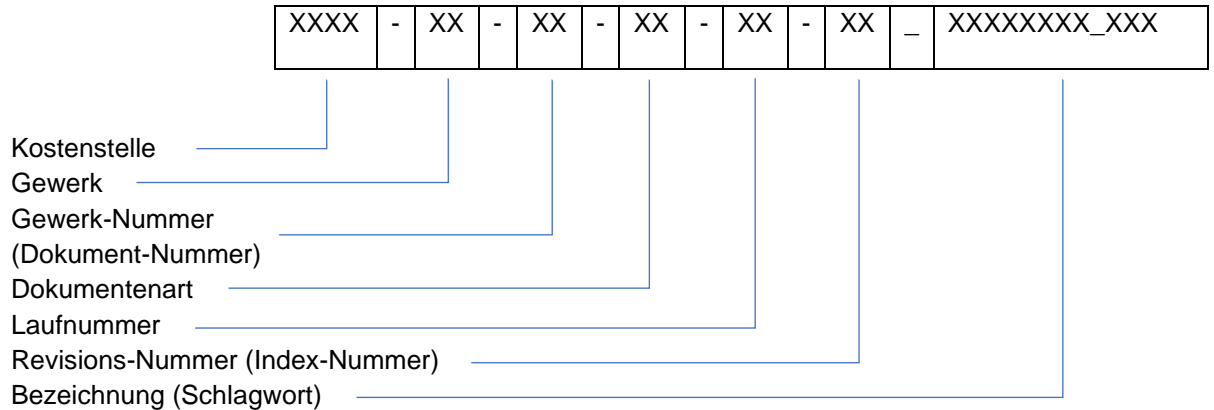 XXXX - XX - XX - XX - XX - XX _ XXXXXXXX_XXX
Kostenstelle
Gewerk
Gewerk-Nummer
(Dokument-Nummer)
Dokumentenart
Laufnummer
Revisions-Nummer (Index-Nummer)
Bezeichnung (Schlagwort)